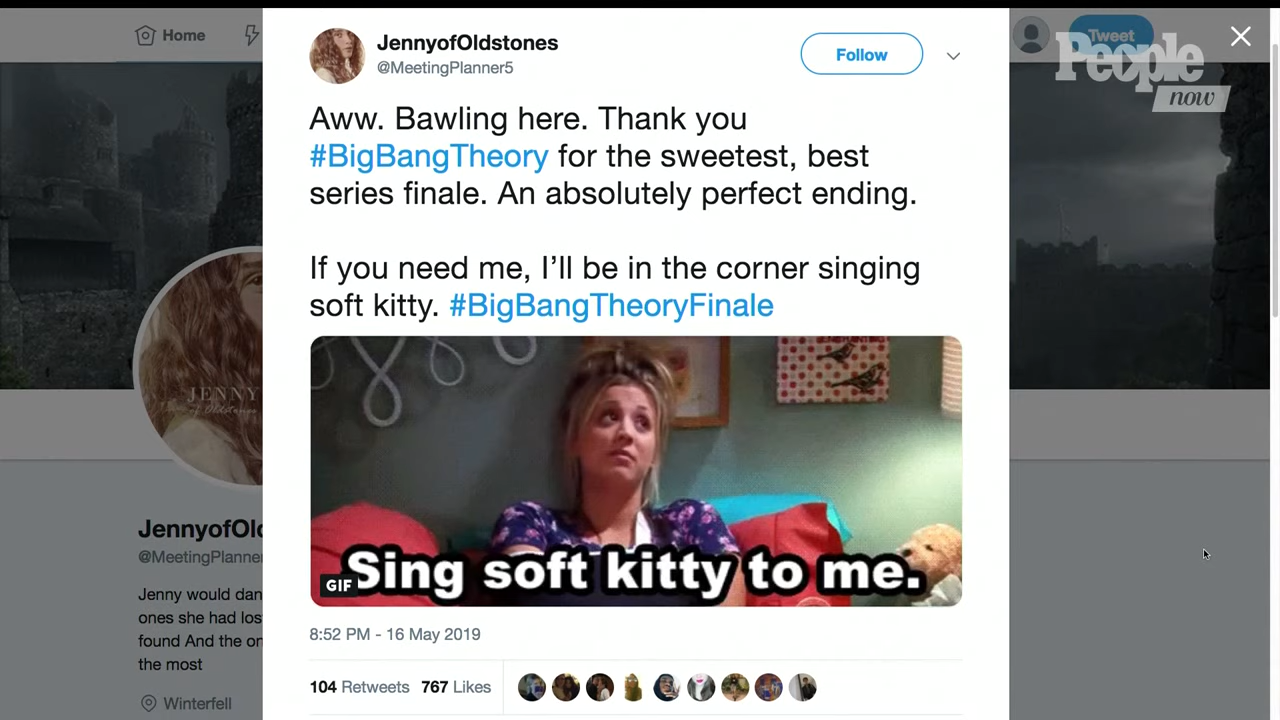 Home
Tweet
People
now
JennyofOldstones
@MeetingPlanner5
Follow
Aww. Bawling here. Thank you
#BigBangTheory for the sweetest, best
series finale. An absolutely perfect ending.
If you need me, I'll be in the corner singing
soft kitty. #BigBangTheoryFinale
JENNY
GIF
Sing soft kitty to me.
8:52 PM - 16 May 2019
104 Retweets 767 Likes
JennyofOld
@MeetingPlanne
Jenny would dan
ones she had los
found And the on
the most
Winterfell